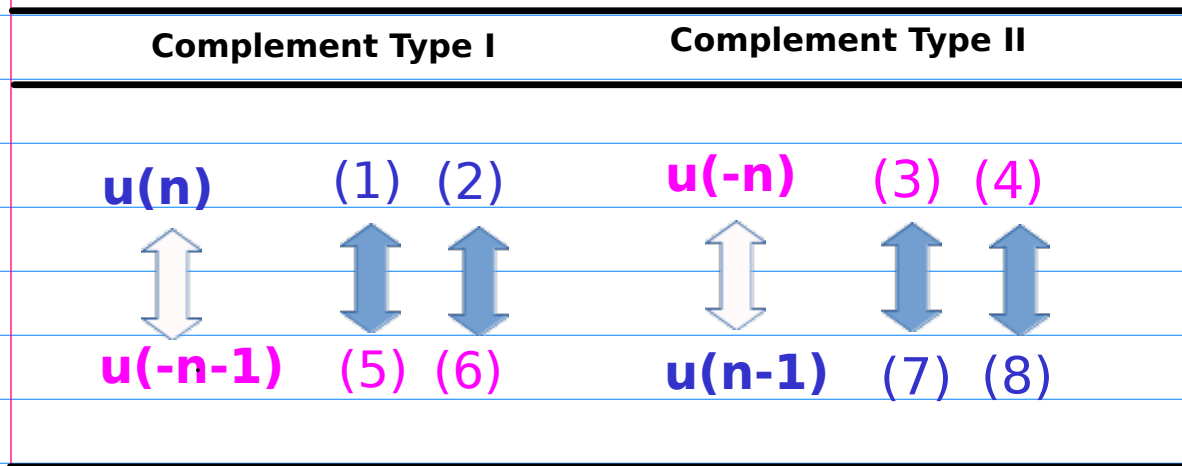 Complement Type I Complement Type II
u(n) (1) (2) u(-n) (3) (4)
u(-n-1) (5) (6) u(n-1) (7) (8)